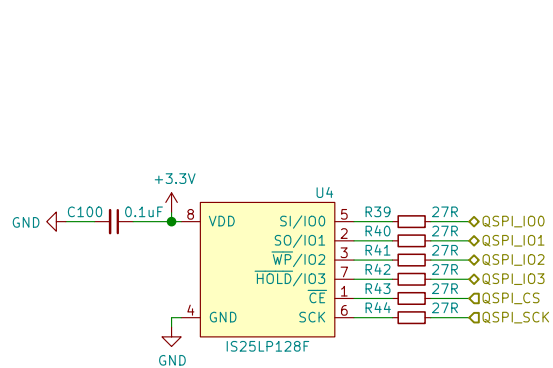 +3.3V
U4
GND C100 0.1uF 8 VDD SI/IO0 5 R39 27R QSPI_IO0
SO/IO1 2 R40 27R QSPI_IO1
WP/IO2 3 R41 27R QSPI_IO2
HOLD/IO3 7 R42 27R QSPI_IO3
CE 1 R43 27R QSPI_CS
4 GND SCK 6 R44 27R QSPI_SCK
IS25LP128F
GND